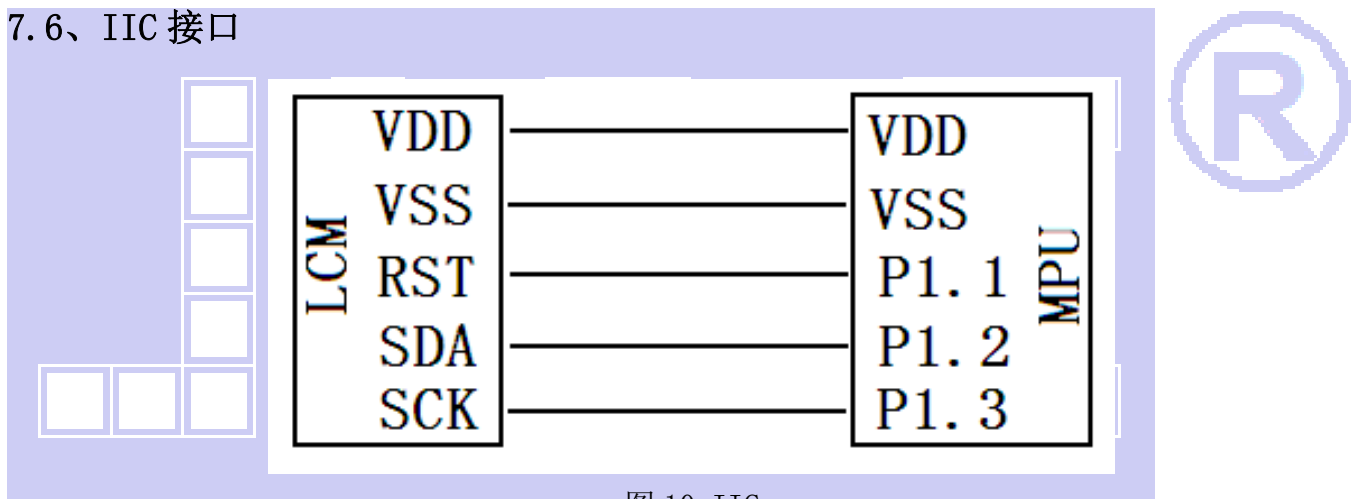 7.6、IIC 接口
VDD VDD
VSS VSS
LCM
RST P1.1
MPU
SDA P1.2
SCK P1.3
R